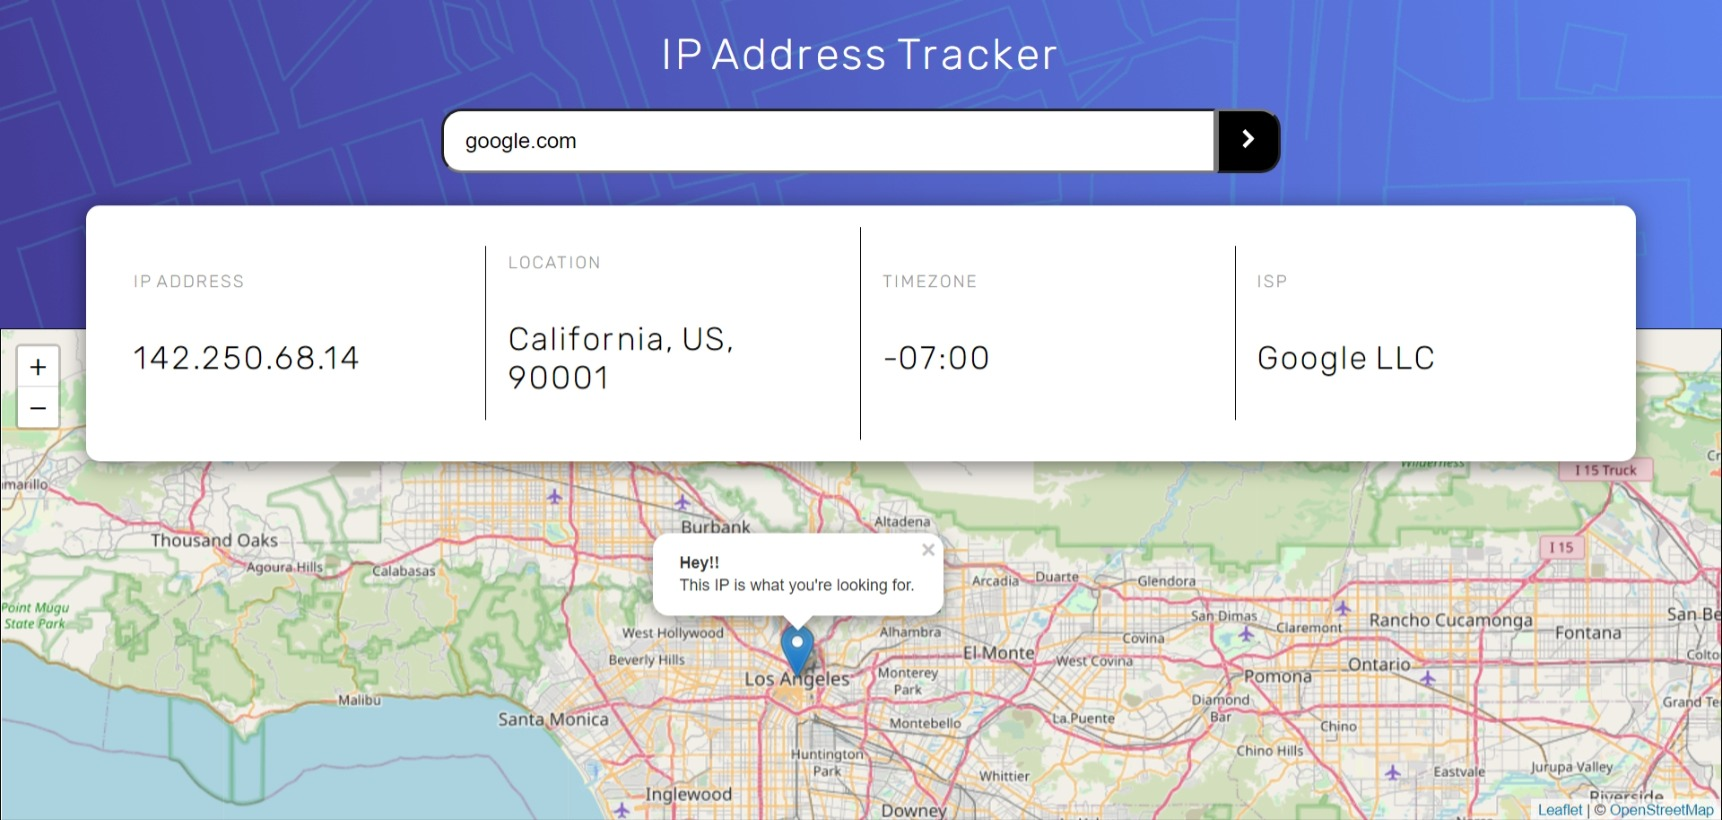 IP Address Tracker
google.com
IP ADDRESS
142.250.68.14
LOCATION
California, US,
90001
TIMEZONE
-07:00
ISP
Google LLC
+
−
Wilderness
I 15 Truck
marillo
Burbank
Altadena
Thousand Oaks
I 15
Agoura Hills
Calabasas
×
Hey!!
This IP is what you're looking for.
Arcadia
Duarte
Glendora
Point Mugu
State Park
San Dimas
Claremont
Rancho Cucamonga
San Be
West Hollywood
Alhambra
Covina
Fontana
Beverly Hills
El Monte
West Covina
Ontario
Colto
Los Angeles
Monterey
Park
Pomona
Malibu
Diamond
Bar
Grand Te
Santa Monica
Montebello
La Puente
Chino
Huntington
Park
Chino Hills
Whittier
Eastvale
Jurupa Valley
Inglewood
Riverside
Downey
Leaflet | © OpenStreetMap